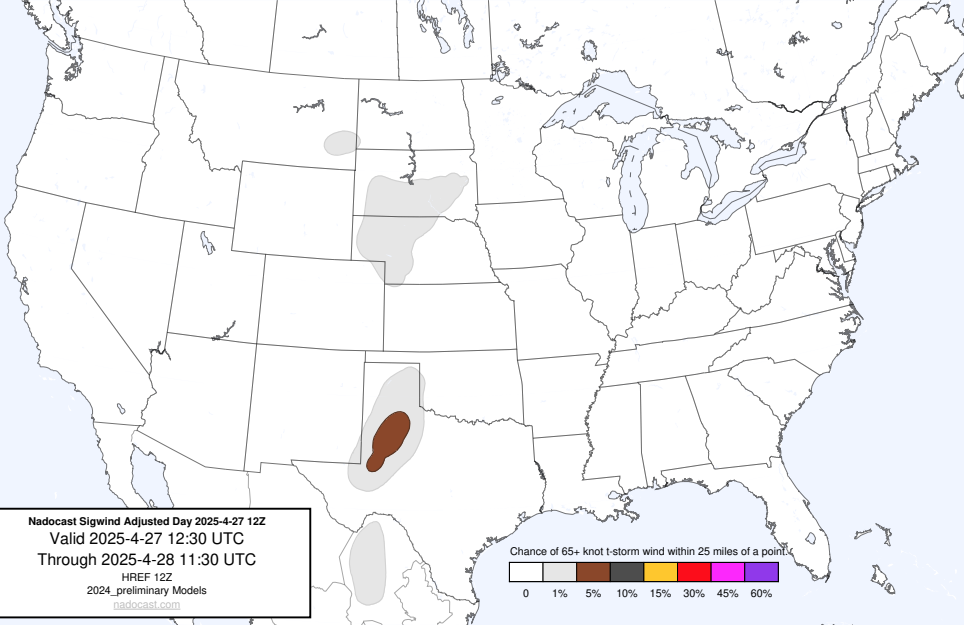 Nadocast Sigwind Adjusted Day 2025-4-27 12Z
Valid 2025-4-27 12:30 UTC
Through 2025-4-28 11:30 UTC
HREF 12Z
2024_preliminary Models
nadocast.com
Chance of 65+ knot t-storm wind within 25 miles of a point.
0 1% 5% 10% 15% 30% 45% 60%